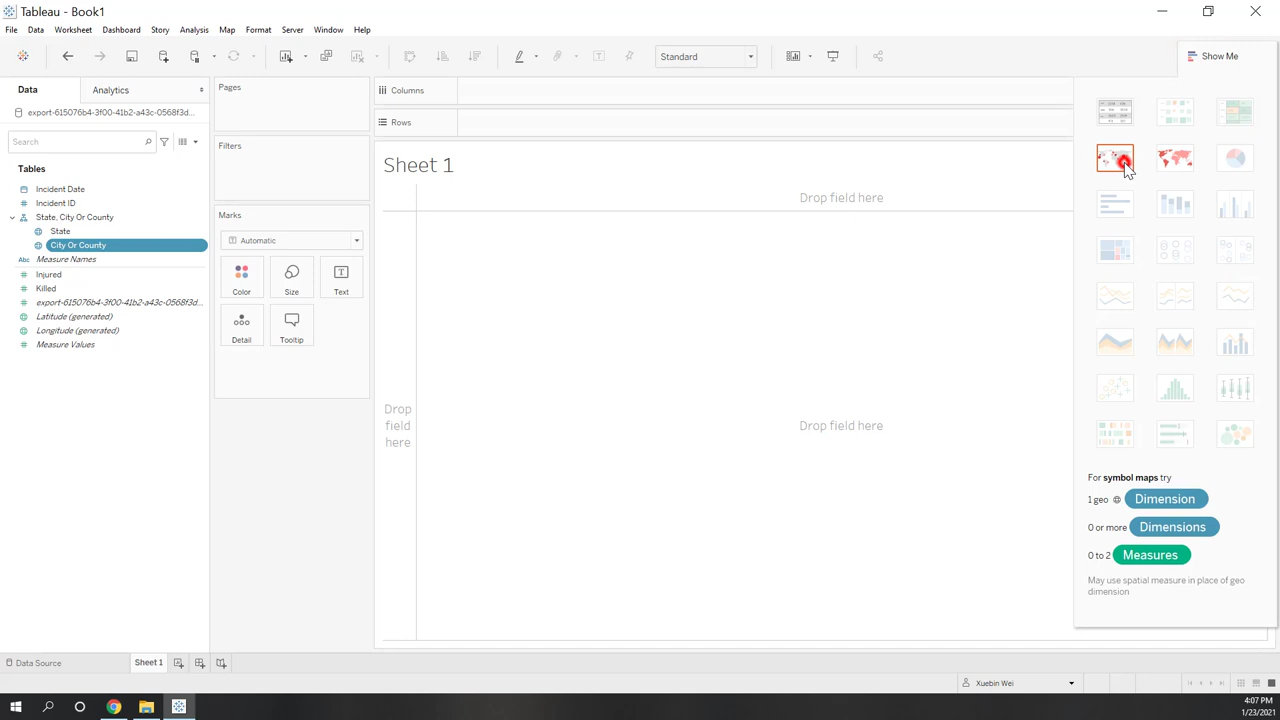 Tableau - Book1
File Data Worksheet Dashboard Story Analysis Map Format Server Window Help
Standard
Show Me
Data Analytics
export-615076b4-3f00-41b2-a43c-0568f3d...
Search
Tables
Incident Date
Incident ID
State, City Or County
State
City Or County
Abc Measure Names
Injured
Killed
export-615076b4-3f00-41b2-a43c-0568f3d...
Latitude (generated)
Longitude (generated)
Measure Values
Pages
Filters
Marks
Automatic
Color Size Text
Detail Tooltip
Columns
Rows
Sheet 1
Drop field here
Drop
field
here
Drop field here
For symbol maps try
1 geo Dimension
0 or more Dimensions
0 to 2 Measures
May use spatial measure in place of geo
dimension
Data Source Sheet 1
Xuebin Wei
4:07 PM
1/23/2021